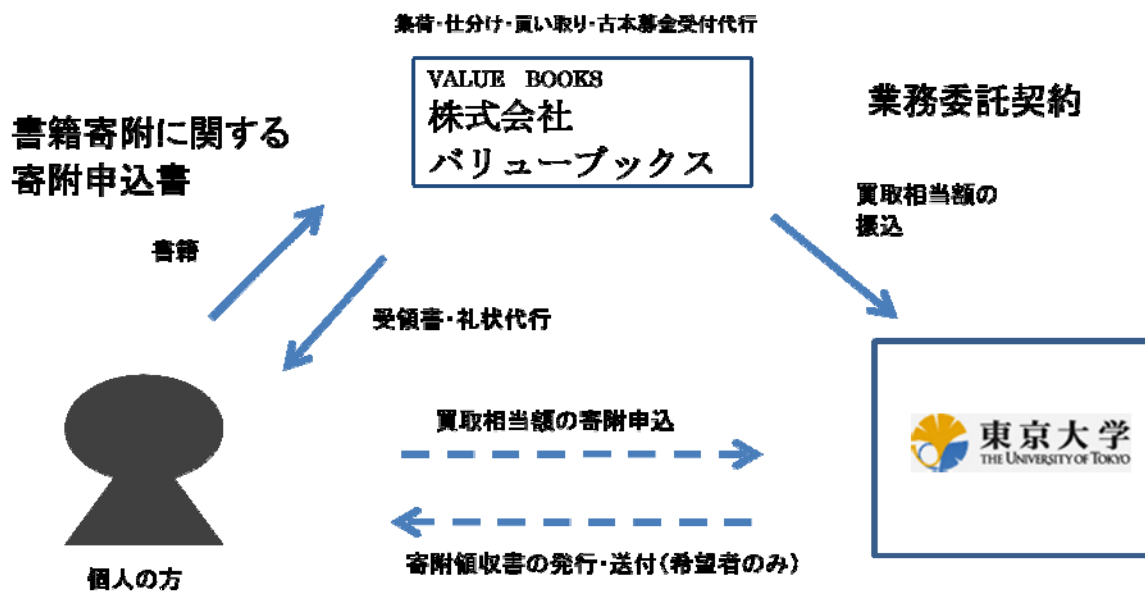 集荷・仕分け・買い取り・古本募金受付代行
VALUE BOOKS
株式会社
バリューブックス
業務委託契約
書籍寄附に関する
寄附申込書
買取相当額の
振込
書籍
受領書・礼状代行
買取相当額の寄附申込
東京大学
THE UNIVERSITY OF TOKYO
寄附領収書の発行・送付(希望者のみ)
個人の方